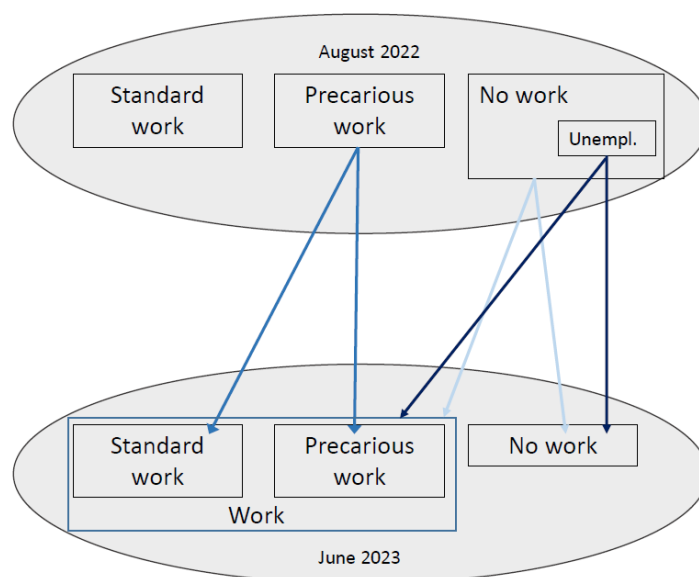 August 2022
Standard
work
Precarious
work
No work
Unempl.
Standard
work
Precarious
work
No work
Work
June 2023